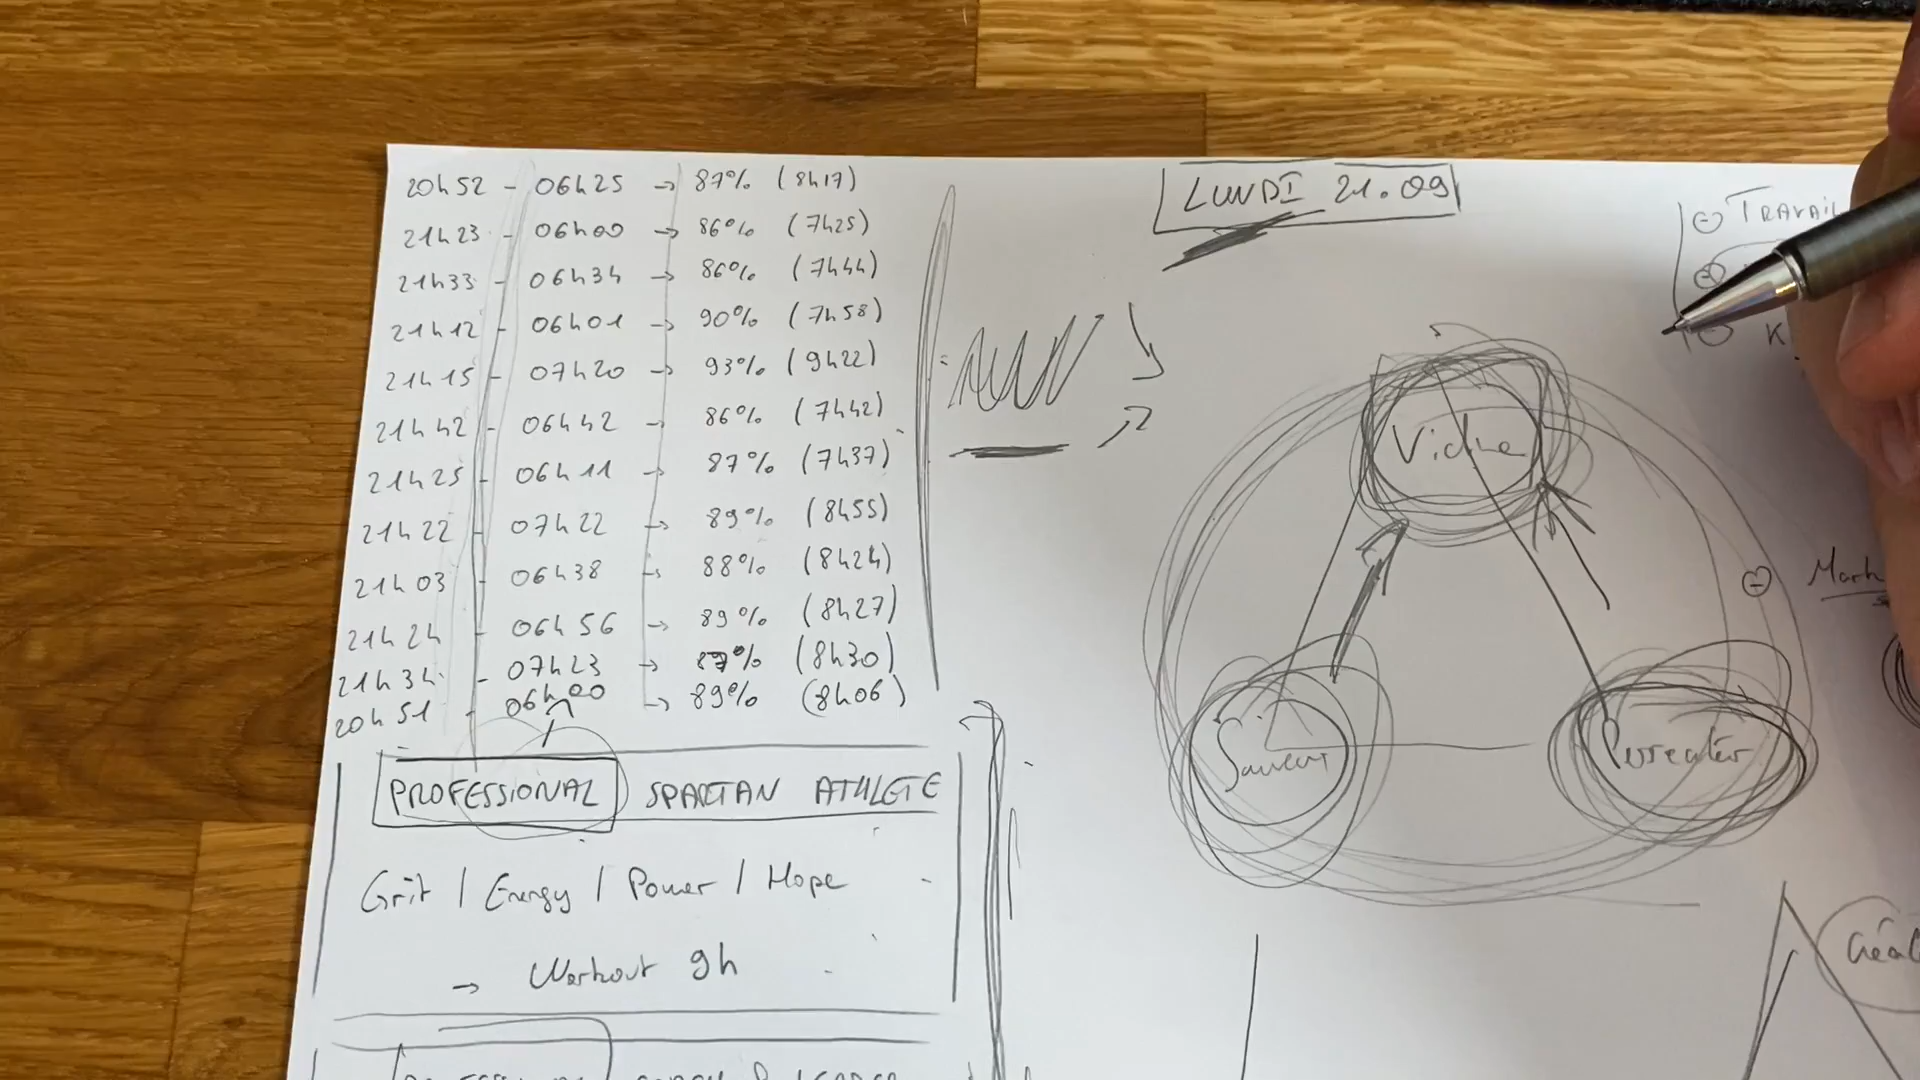 20h52 - 06h25 → 87% (8h17)
21h23 - 06h00 → 86% (7h25)
21h33 - 06h34 → 86% (7h44)
21h12 - 06h01 → 90% (7h58)
21h15 - 07h20 → 93% (9h22)
21h42 - 06h42 → 86% (7h42)
21h25 - 06h11 → 87% (7h37)
21h22 - 07h22 → 89% (8h55)
21h03 - 06h38 → 88% (8h24)
21h24 - 06h56 → 89% (8h27)
21h34 - 07h23 → 87% (8h30)
20h51 - 06h00 → 89% (8h06)
PROFESSIONAL SPARTAN ATHLETE
Grit / Energy / Power / Hope
→ Workout 9h
LUNDI 21.09
TRAVAIL
K
Victime
Sauveur
Persécuteur